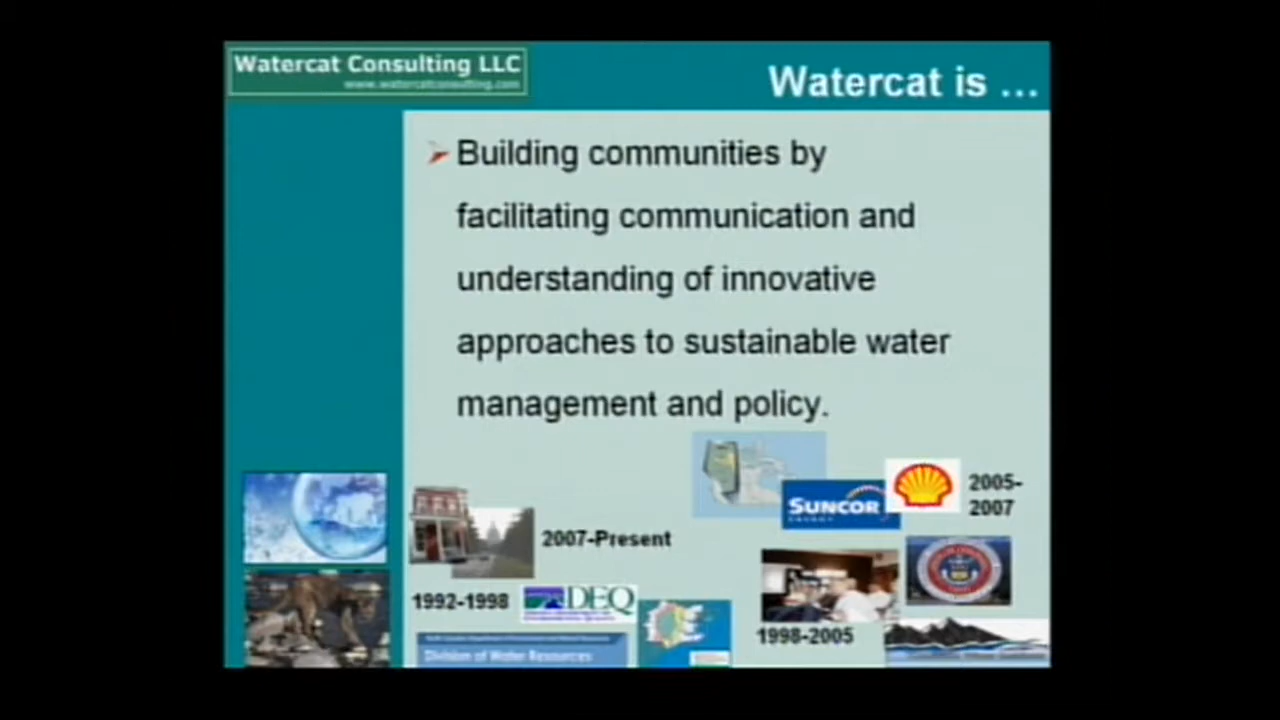 Watercat Consulting LLC
www.watercatconsulting.com
Watercat is ...
Building communities by
facilitating communication and
understanding of innovative
approaches to sustainable water
management and policy.
SUNCOR
ENERGY
2005-
2007
2007-Present
1992-1998
DEQ
Division of Water Resources
1998-2005